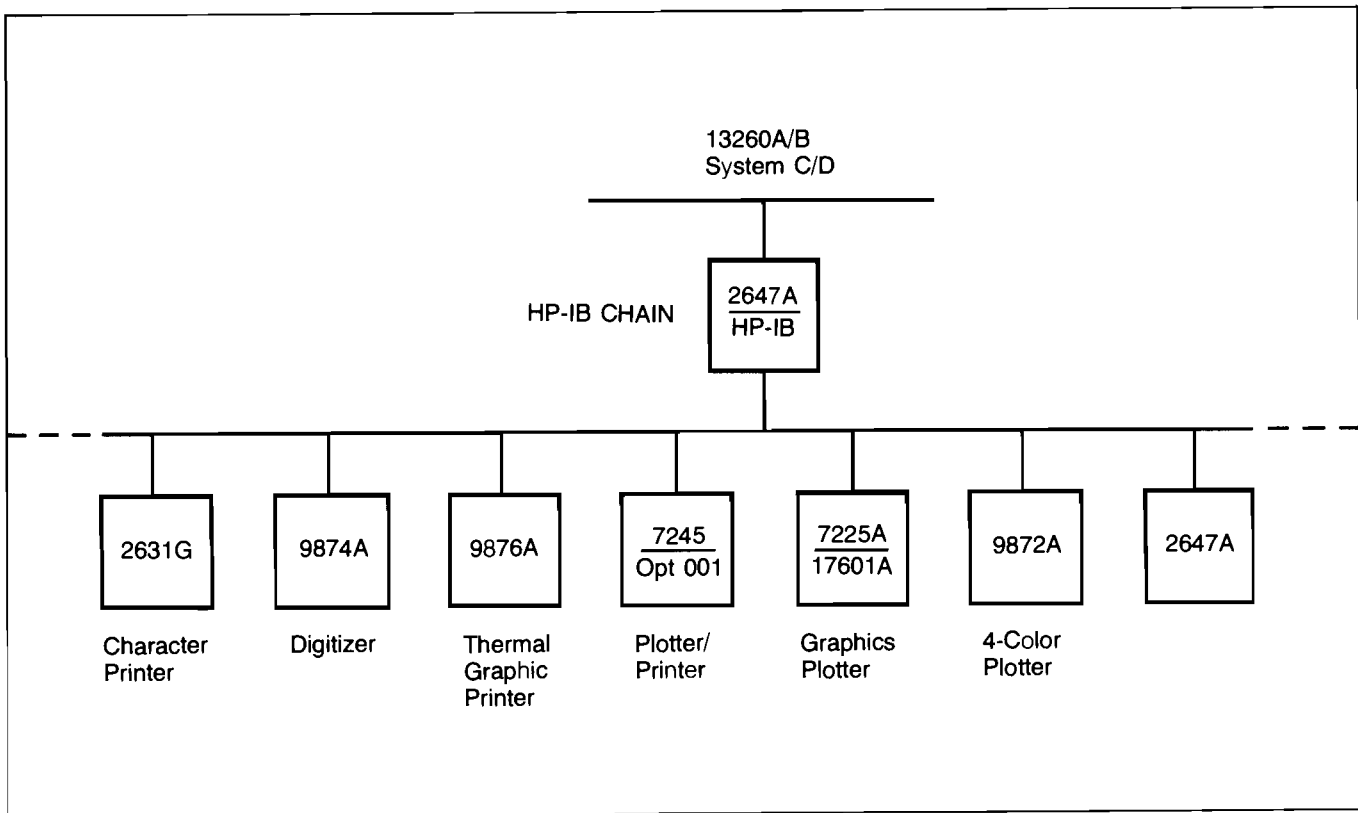 13260A/B
System C/D
HP-IB CHAIN
2647A
HP-IB
2631G
9874A
9876A
7245
Opt 001
7225A
17601A
9872A
2647A
Character
Printer
Digitizer
Thermal
Graphic
Printer
Plotter/
Printer
Graphics
Plotter
4-Color
Plotter